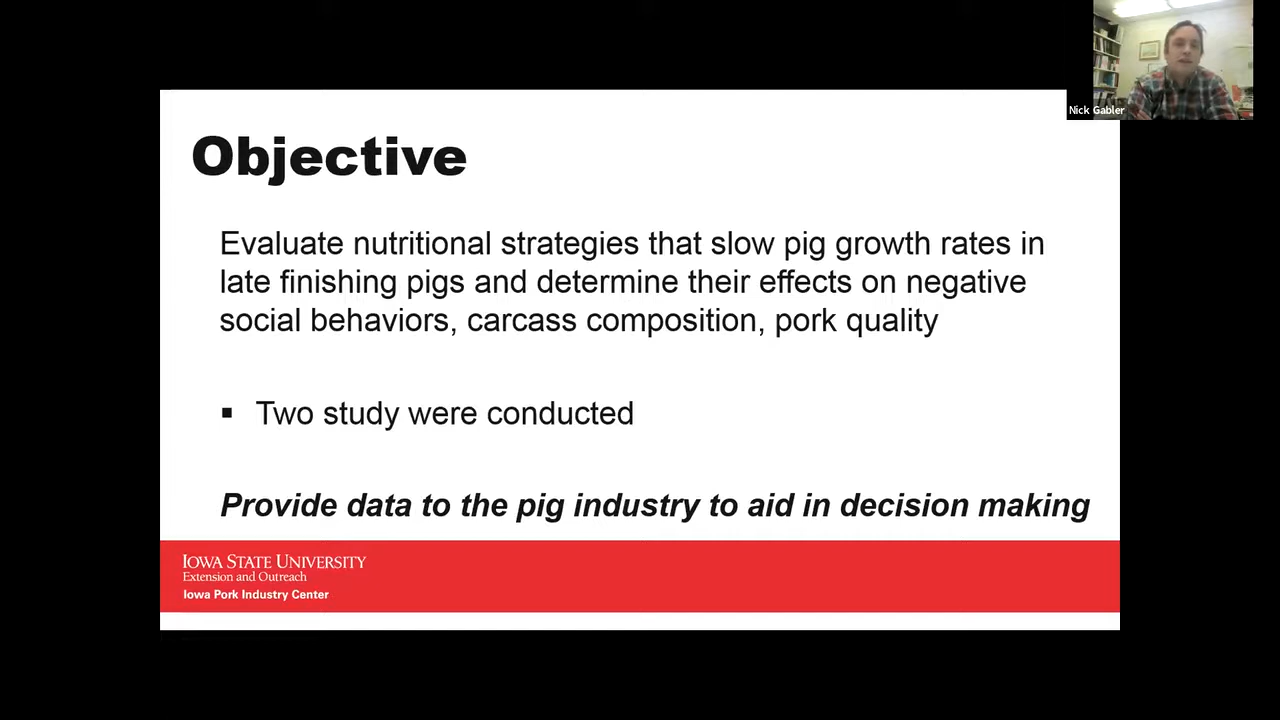 Nick Gabler
Objective
Evaluate nutritional strategies that slow pig growth rates in
late finishing pigs and determine their effects on negative
social behaviors, carcass composition, pork quality
▪ Two study were conducted
Provide data to the pig industry to aid in decision making
IOWA STATE UNIVERSITY
Extension and Outreach
Iowa Pork Industry Center